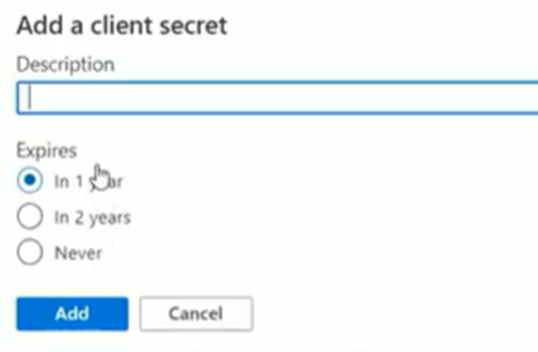 Add a client secret
Description
Expires
In 1
In 2 years
Never
Add Cancel